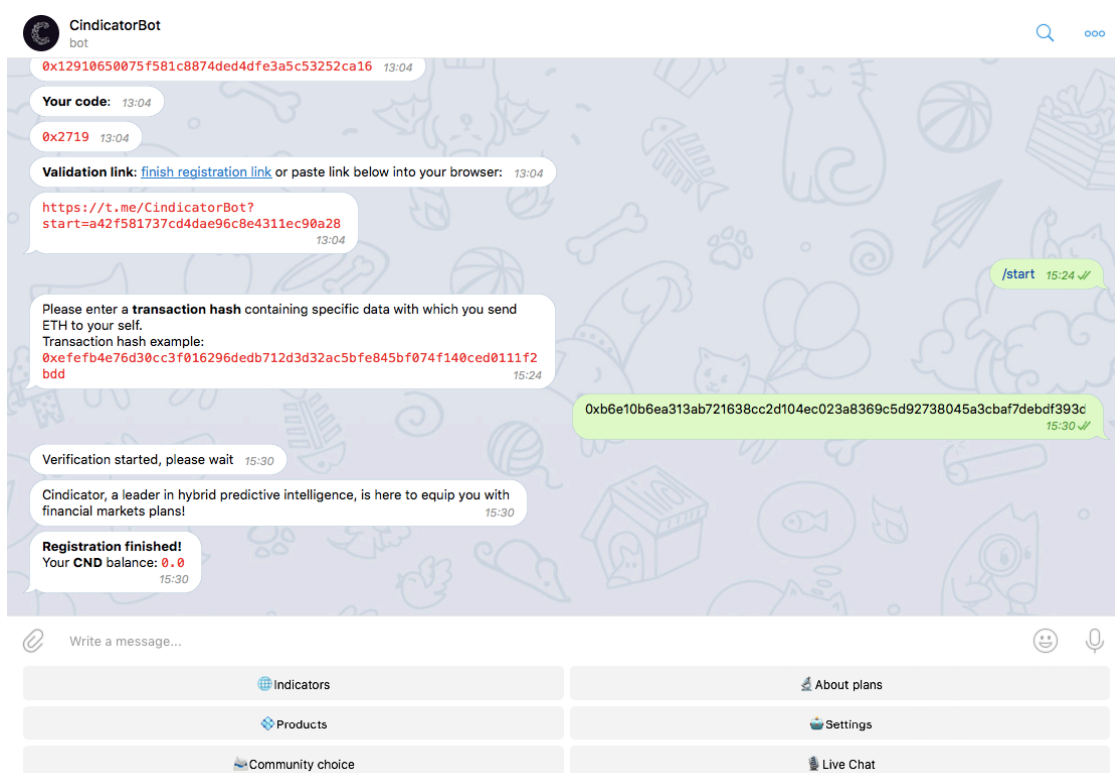 CindicatorBot
bot
0x12910650075f581c8874ded4dfe3a5c53252ca16 13:04
Your code: 13:04
0x2719 13:04
Validation link: finish registration link or paste link below into your browser: 13:04
https://t.me/CindicatorBot?
start=a42f581737cd4dae96c8e4311ec90a28
13:04
/start 15:24
Please enter a transaction hash containing specific data with which you send
ETH to your self.
Transaction hash example:
0xefefb4e76d30cc3f016296dedb712d3d32ac5bfe845bf074f140ced0111f2
bdd 15:24
0xb6e10b6ea313ab721638cc2d104ec023a8369c5d92738045a3cbaf7debdf393d
15:30
Verification started, please wait 15:30
Cindicator, a leader in hybrid predictive intelligence, is here to equip you with
financial markets plans! 15:30
Registration finished!
Your CND balance: 0.0
15:30
Write a message...
Indicators
About plans
Products
Settings
Community choice
Live Chat